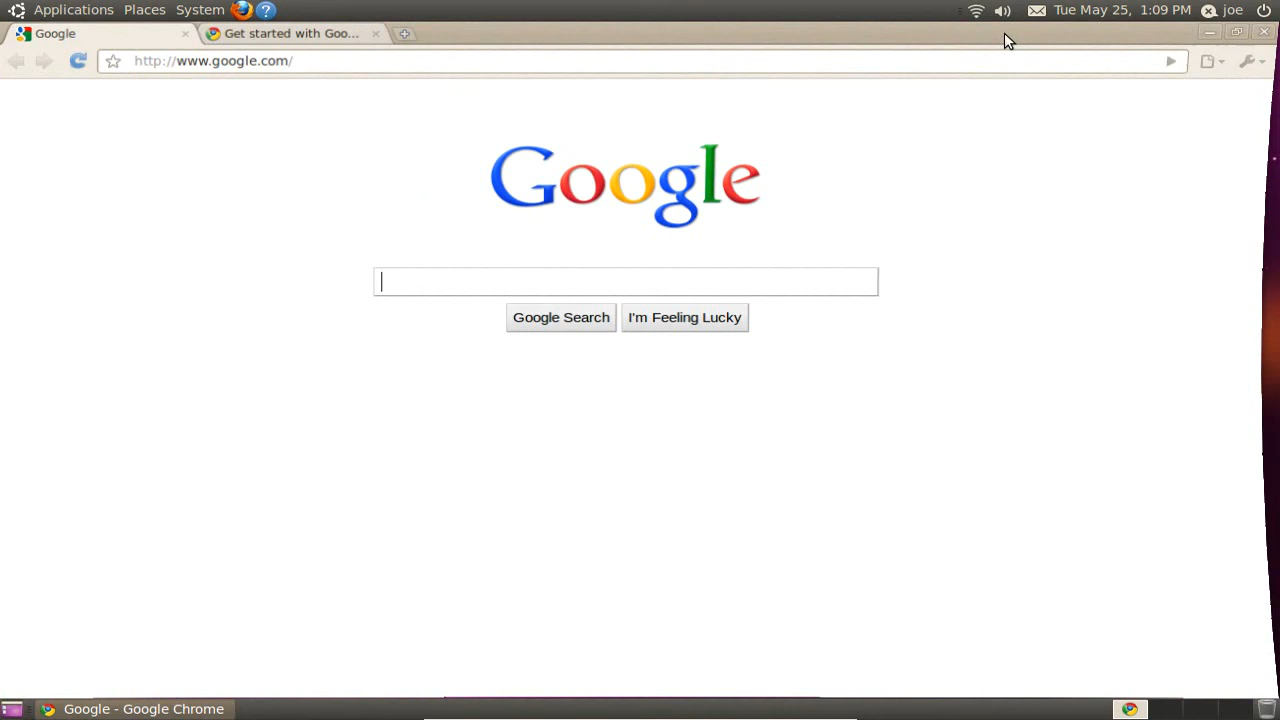 Applications Places System Tue May 25, 1:09 PM joe
Google Get started with Goo...
http://www.google.com/
Google
Google Search I'm Feeling Lucky
Google - Google Chrome